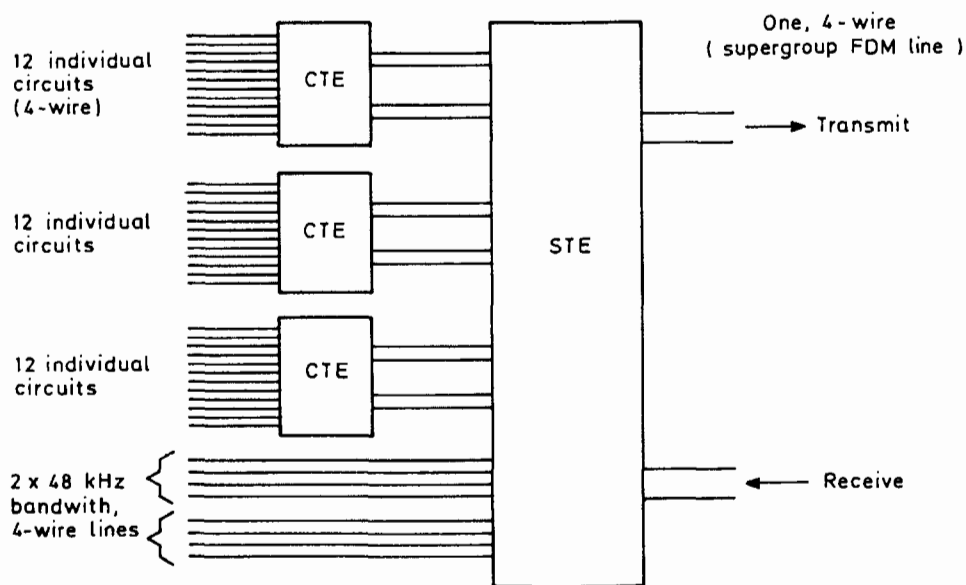 12 individual
circuits
(4-wire)
CTE
One, 4-wire
( supergroup FDM line )
Transmit
12 individual
circuits
CTE
STE
12 individual
circuits
CTE
2 x 48 kHz
bandwith,
4-wire lines
Receive